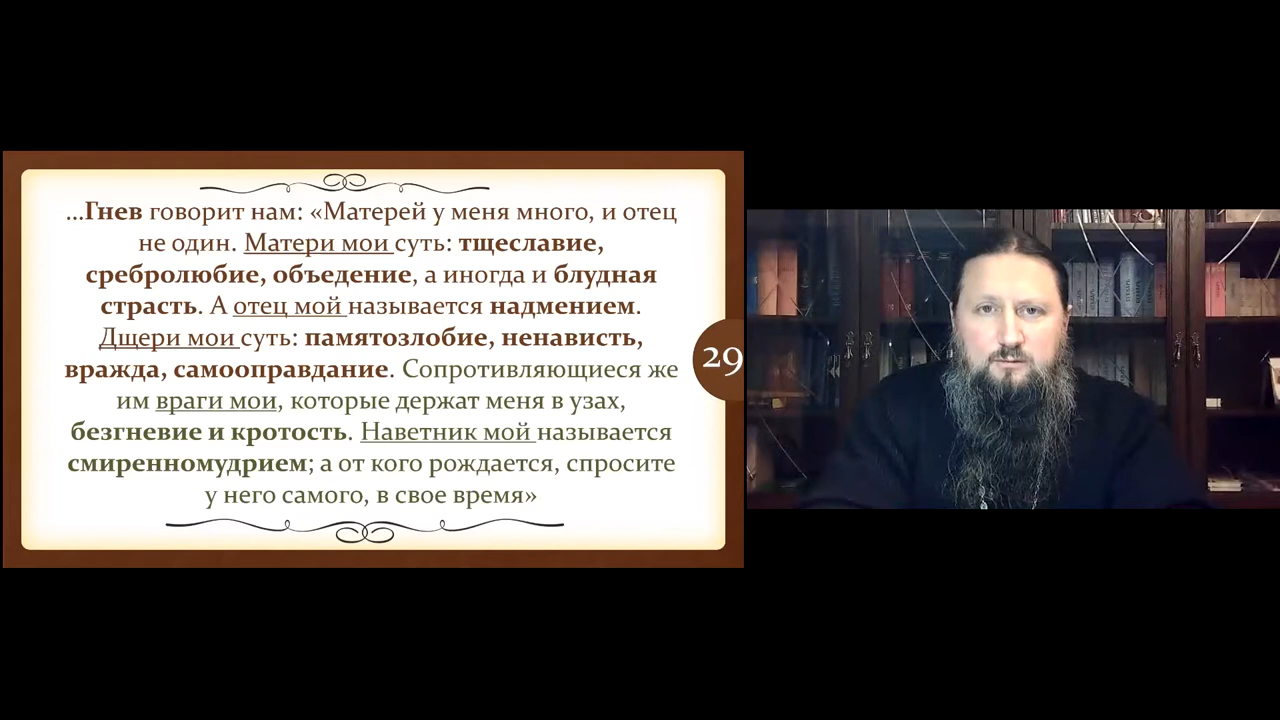 ...Гнев говорит нам: «Матерей у меня много, и отец
не один. Матери мои суть: тщеславие,
сребролюбие, объедение, а иногда и блудная
страсть. А отец мой называется надмением.
Дщери мои суть: памятозлобие, ненависть,
вражда, самооправдание. Сопротивляющиеся же
им враги мои, которые держат меня в узах,
безгневие и кротость. Наветник мой называется
смиренномудрием; а от кого рождается, спросите
у него самого, в свое время»
29